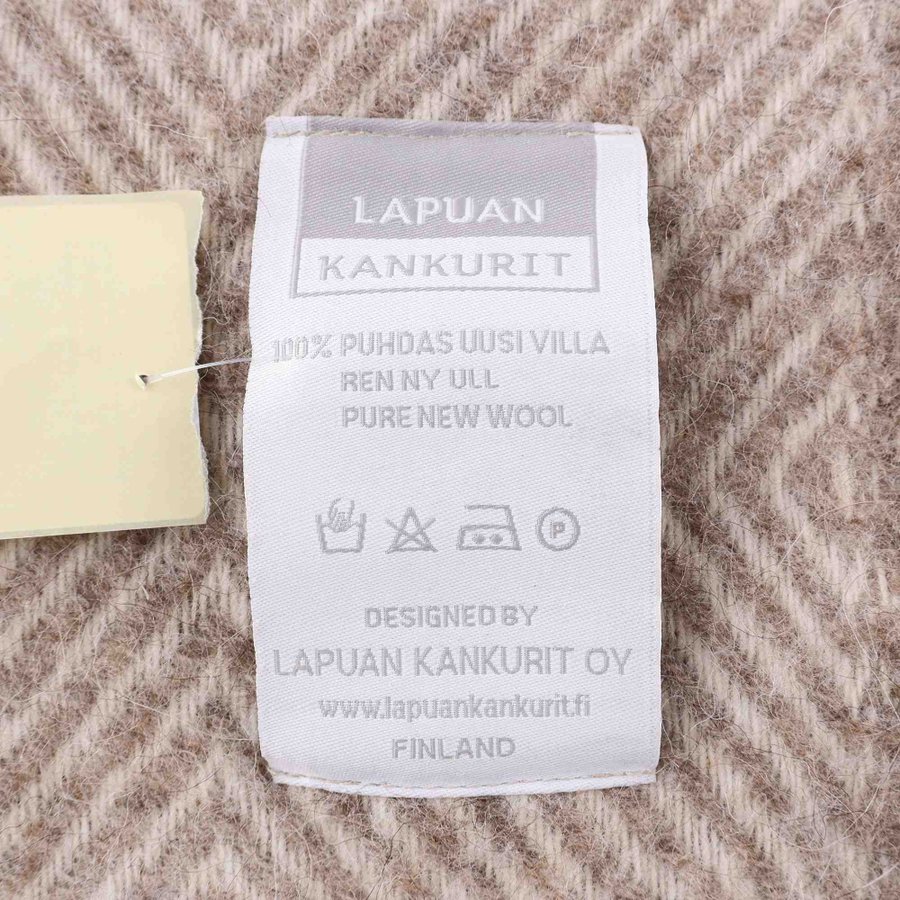 LAPUAN
KANKURIT
100% PUHDAS UUSI VILLA
REN NY ULL
PURE NEW WOOL
P
DESIGNED BY
LAPUAN KANKURIT OY
www.lapuankankurit.fi
FINLAND